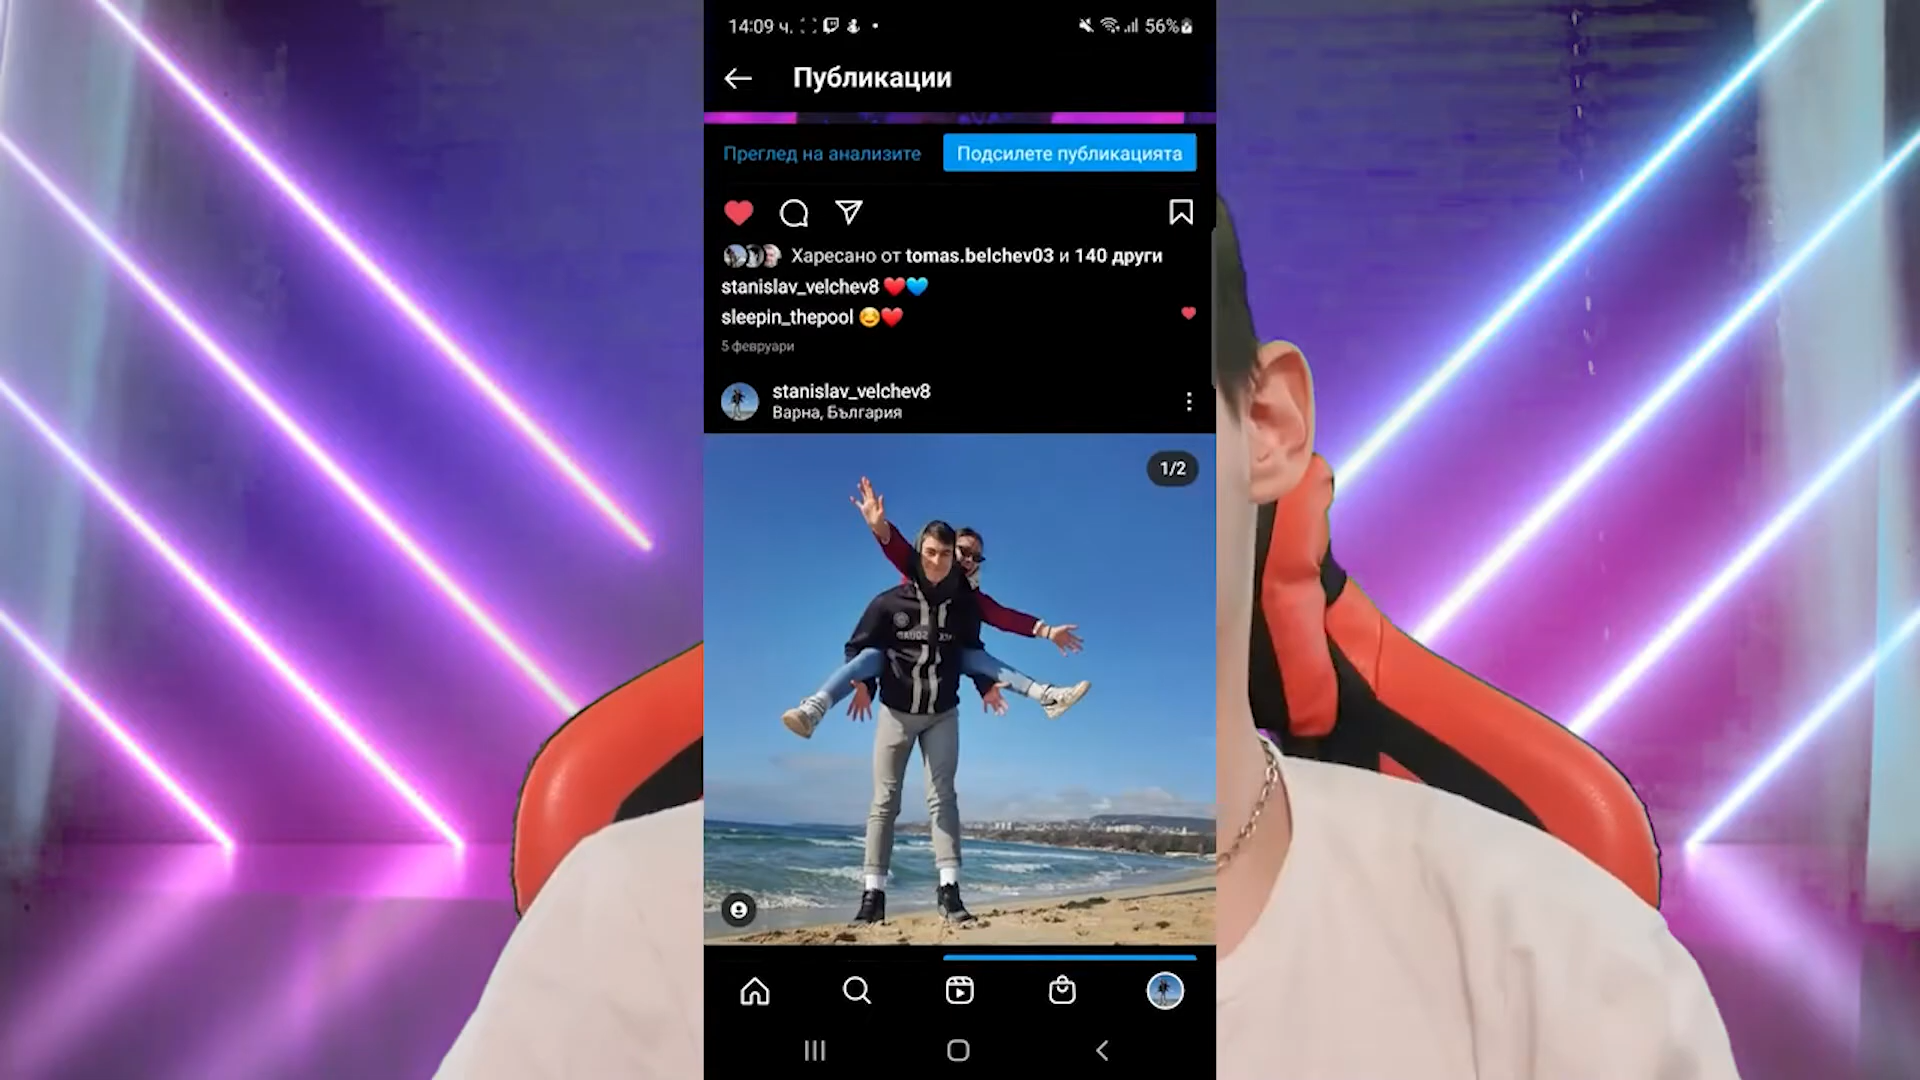 14:09 ч.
56%
Публикации
Преглед на анализите
Подсилете публикацията
Харесано от tomas.belchev03 и 140 други
stanislav_velchev8 ❤️💙
sleepin_thepool 😊❤️
5 февруари
stanislav_velchev8
Варна, България
1/2